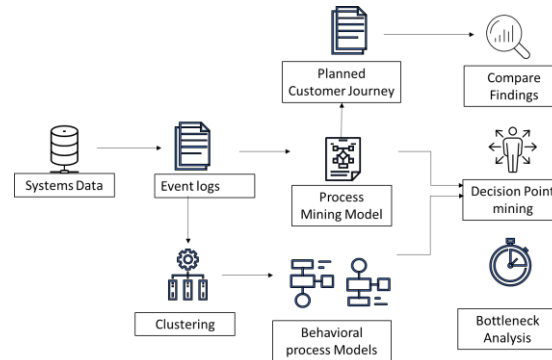 Planned
Customer Journey
Compare
Findings
Systems Data
Event logs
Process
Mining Model
Decision Point
mining
Clustering
Behavioral
process Models
Bottleneck
Analysis